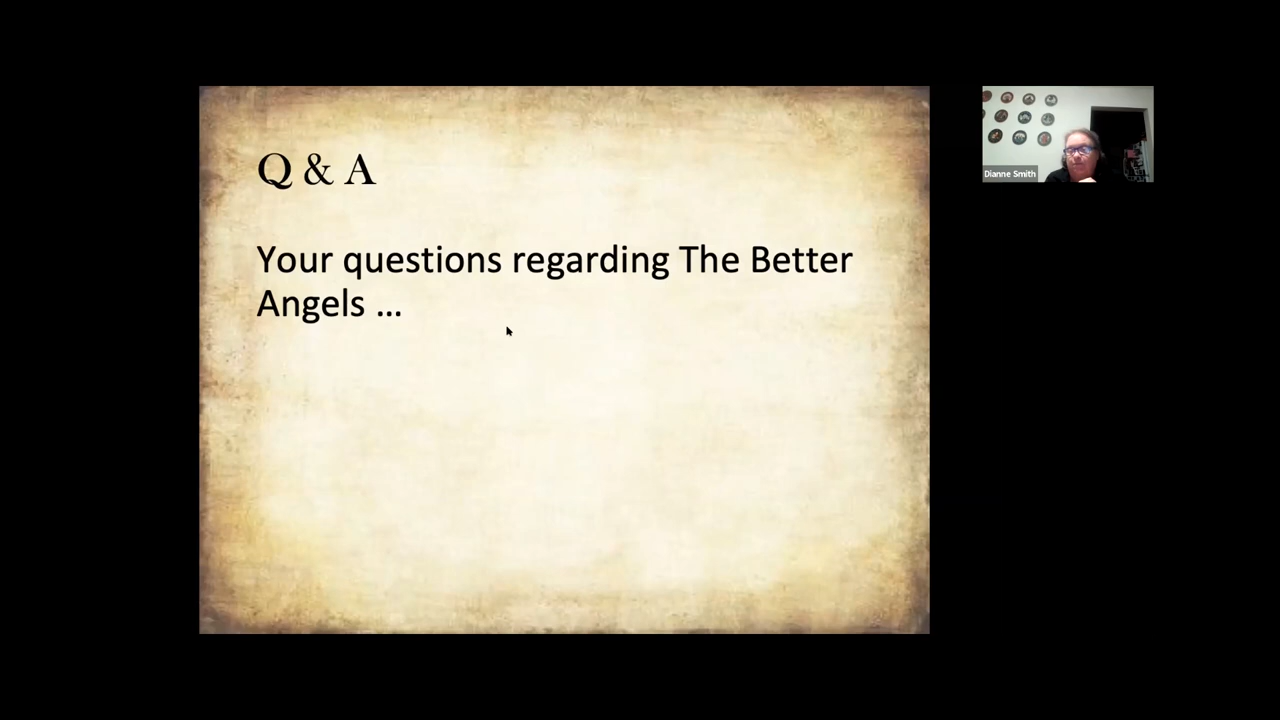 Q & A
Your questions regarding The Better
Angels ...
Dianne Smith